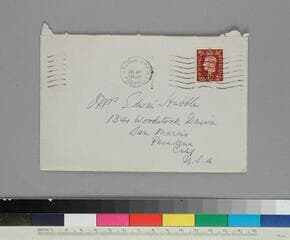 Mrs Edwin Hubble
1340 Woodstock Drive
San Marino
Pasadena
Calif
U.S.A